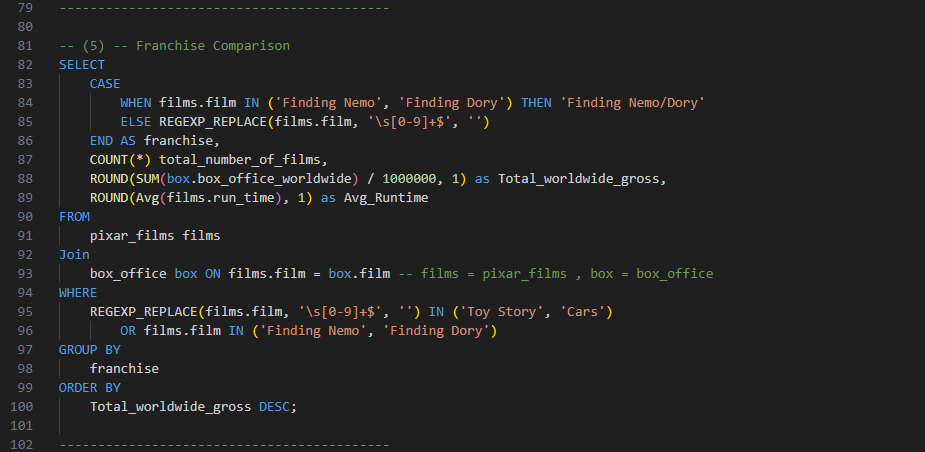 79 -------------------------------------------
80
81 -- (5) -- Franchise Comparison
82 SELECT
83     CASE
84         WHEN films.film IN ('Finding Nemo', 'Finding Dory') THEN 'Finding Nemo/Dory'
85         ELSE REGEXP_REPLACE(films.film, '\s[0-9]+$', '')
86     END AS franchise,
87     COUNT(*) total_number_of_films,
88     ROUND(SUM(box.box_office_worldwide) / 1000000, 1) as Total_worldwide_gross,
89     ROUND(Avg(films.run_time), 1) as Avg_Runtime
90 FROM
91     pixar_films films
92 Join
93     box_office box ON films.film = box.film -- films = pixar_films , box = box_office
94 WHERE
95     REGEXP_REPLACE(films.film, '\s[0-9]+$', '') IN ('Toy Story', 'Cars')
96         OR films.film IN ('Finding Nemo', 'Finding Dory')
97 GROUP BY
98     franchise
99 ORDER BY
100     Total_worldwide_gross DESC;
101
102 -------------------------------------------